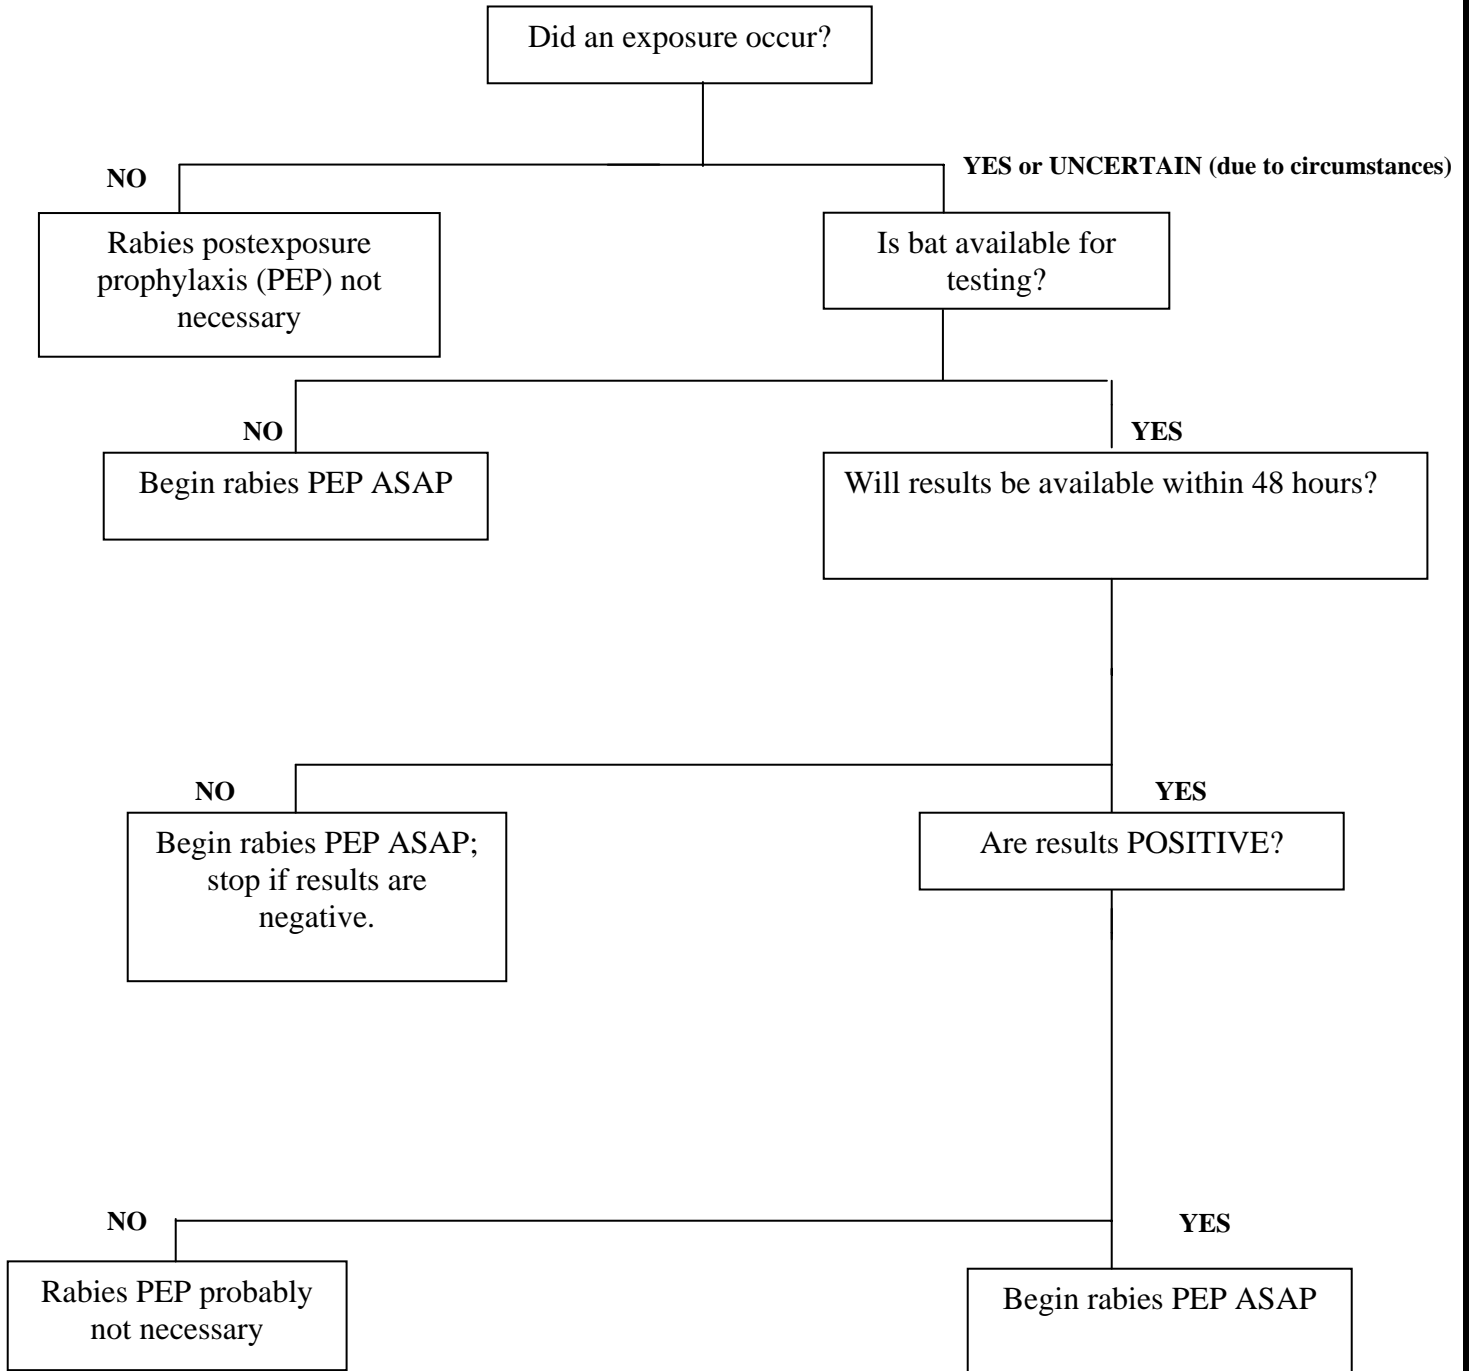 Did an exposure occur?
NO
YES or UNCERTAIN (due to circumstances)
Rabies postexposure
prophylaxis (PEP) not
necessary
Is bat available for
testing?
NO
YES
Begin rabies PEP ASAP
Will results be available within 48 hours?
NO
YES
Begin rabies PEP ASAP;
stop if results are
negative.
Are results POSITIVE?
NO
YES
Rabies PEP probably
not necessary
Begin rabies PEP ASAP